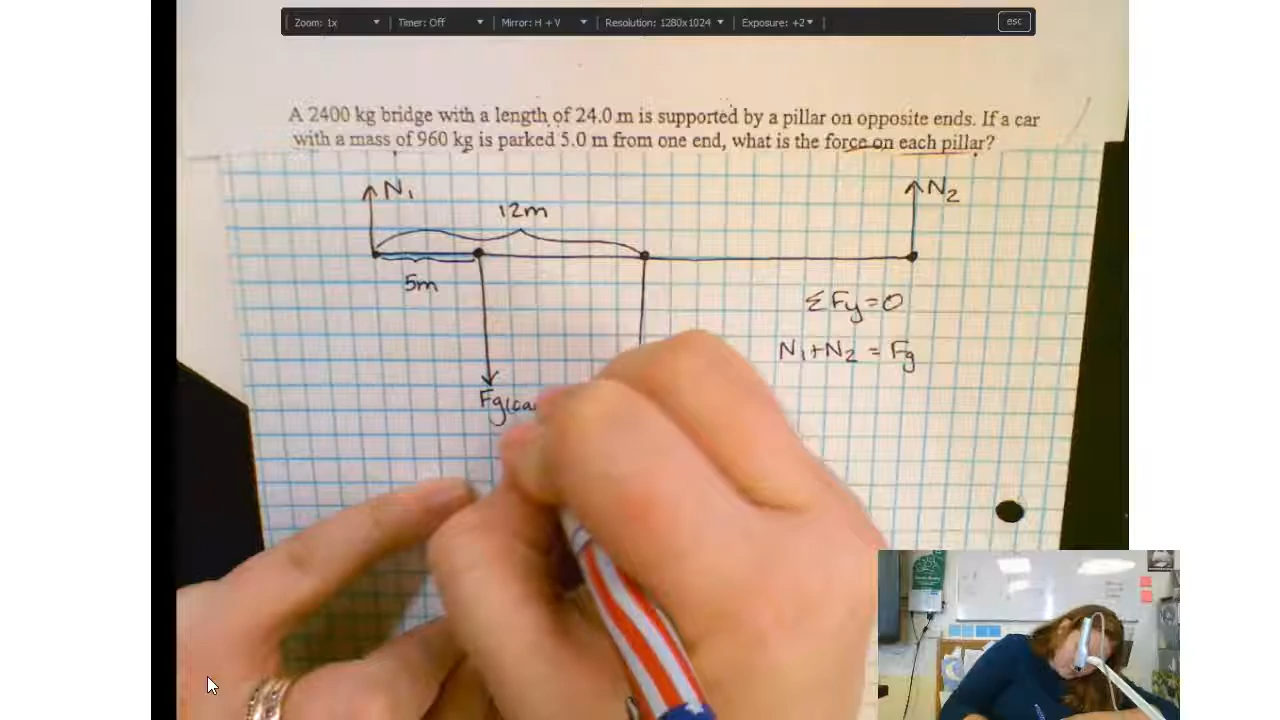 Zoom: 1x Timer: Off Mirror: H + V Resolution: 1280x1024 Exposure: +2 esc
A 2400 kg bridge with a length of 24.0 m is supported by a pillar on opposite ends. If a car
with a mass of 960 kg is parked 5.0 m from one end, what is the force on each pillar?
N₁ N₂
12m
5m
ΣFy=0
N₁+N₂ = Fg
Fg(ca